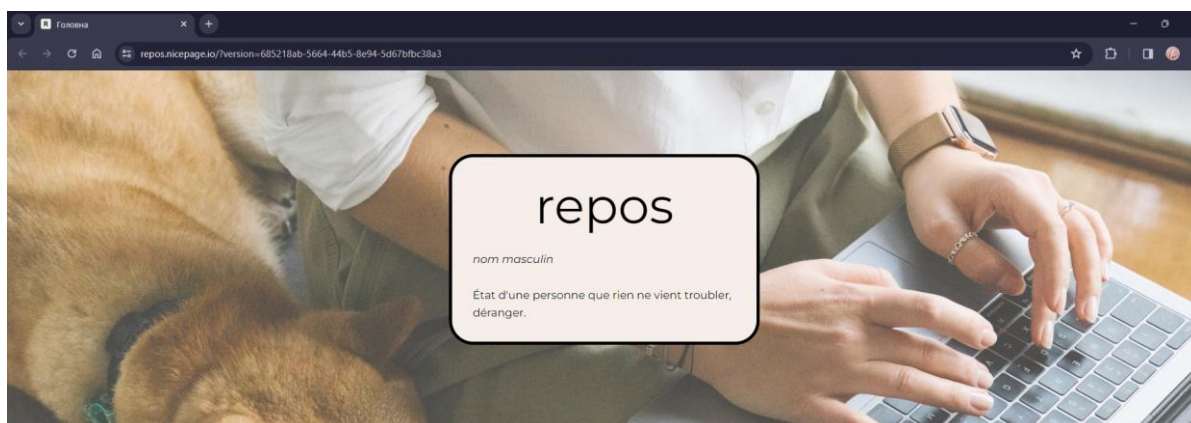 Головна
repos.nicepage.io/?version=685218ab-5664-44b5-8e94-5d67bfbc38a3
repos
nom masculin
État d'une personne que rien ne vient troubler,
déranger.